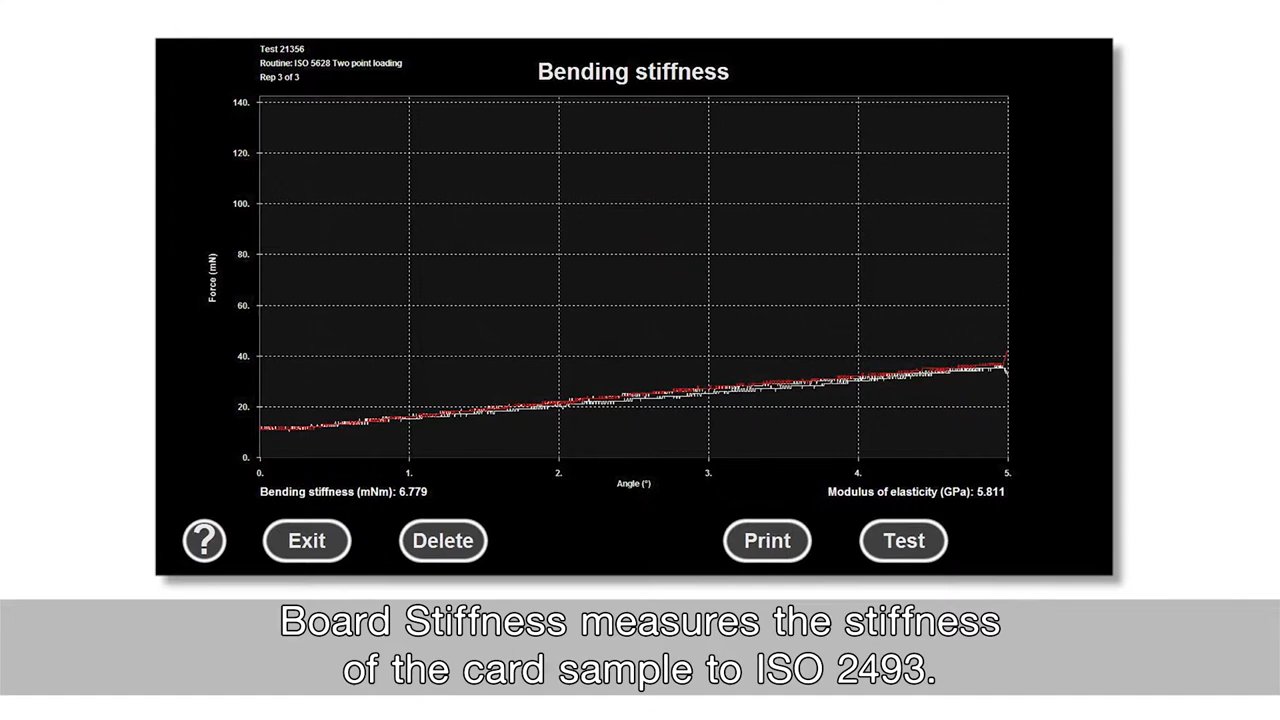 Test 21356
Routine: ISO 5628 Two point loading
Rep 3 of 3
Bending stiffness
140.
120.
100.
80.
60.
40.
20.
0.
Force (mN)
0.
1.
2.
3.
4.
5.
Angle (°)
Bending stiffness (mNm): 6.779
Modulus of elasticity (GPa): 5.811
?
Exit
Delete
Print
Test
Board Stiffness measures the stiffness
of the card sample to ISO 2493.